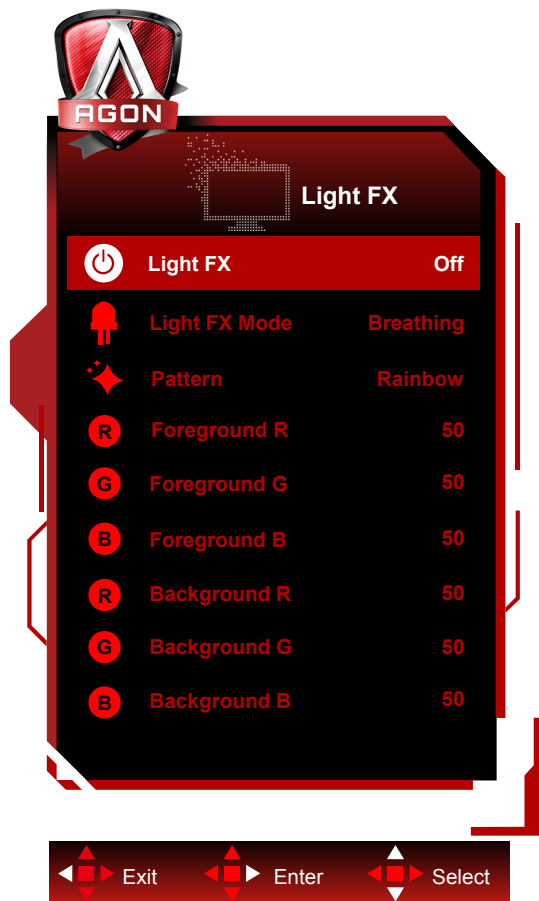 AGON
Light FX
Light FX Off
Light FX Mode Breathing
Pattern Rainbow
R Foreground R 50
G Foreground G 50
B Foreground B 50
R Background R 50
G Background G 50
B Background B 50
Exit Enter Select